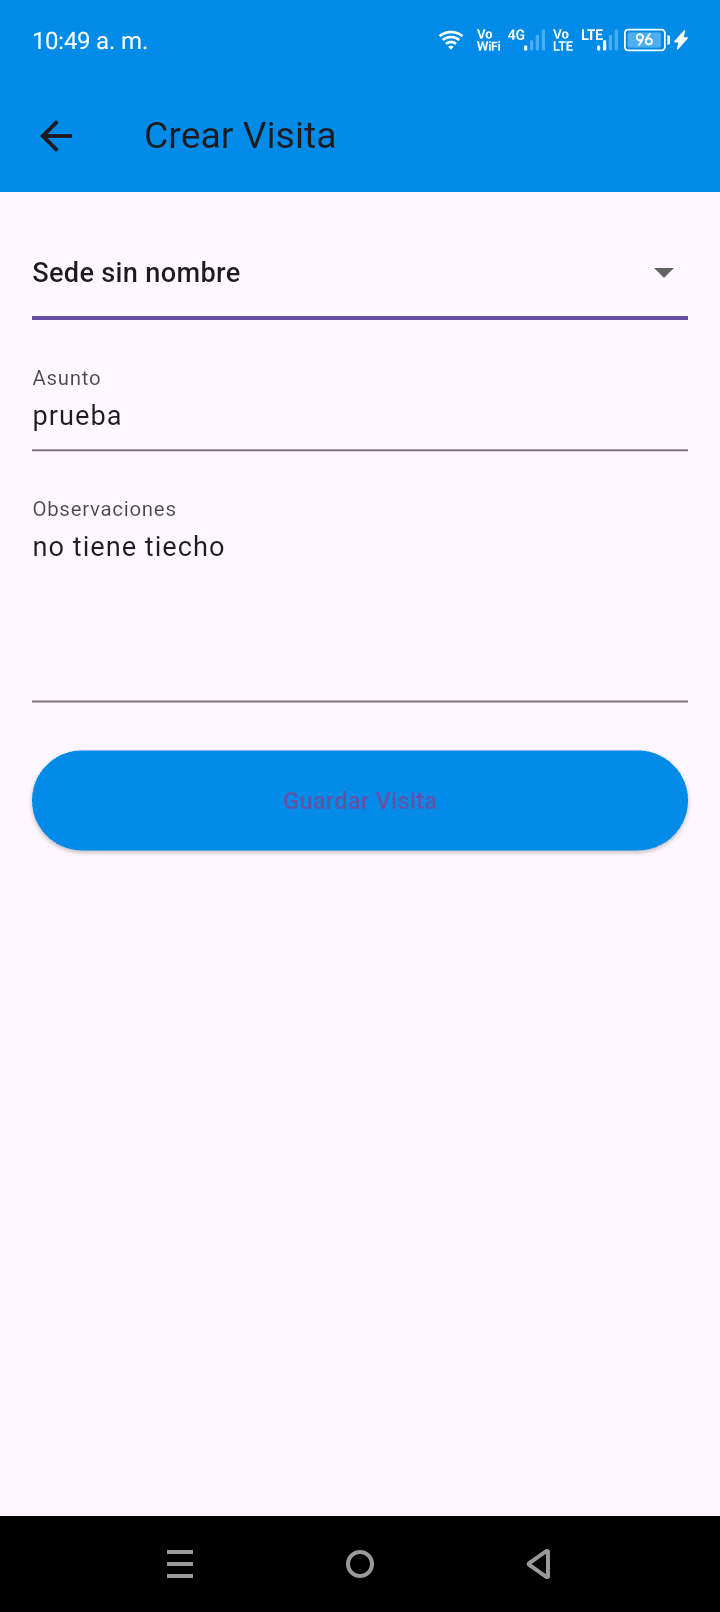 10:49 a. m.
Vo WiFi 4G Vo LTE LTE 96
Crear Visita
Sede sin nombre
Asunto
prueba
Observaciones
no tiene tiecho
Guardar Visita